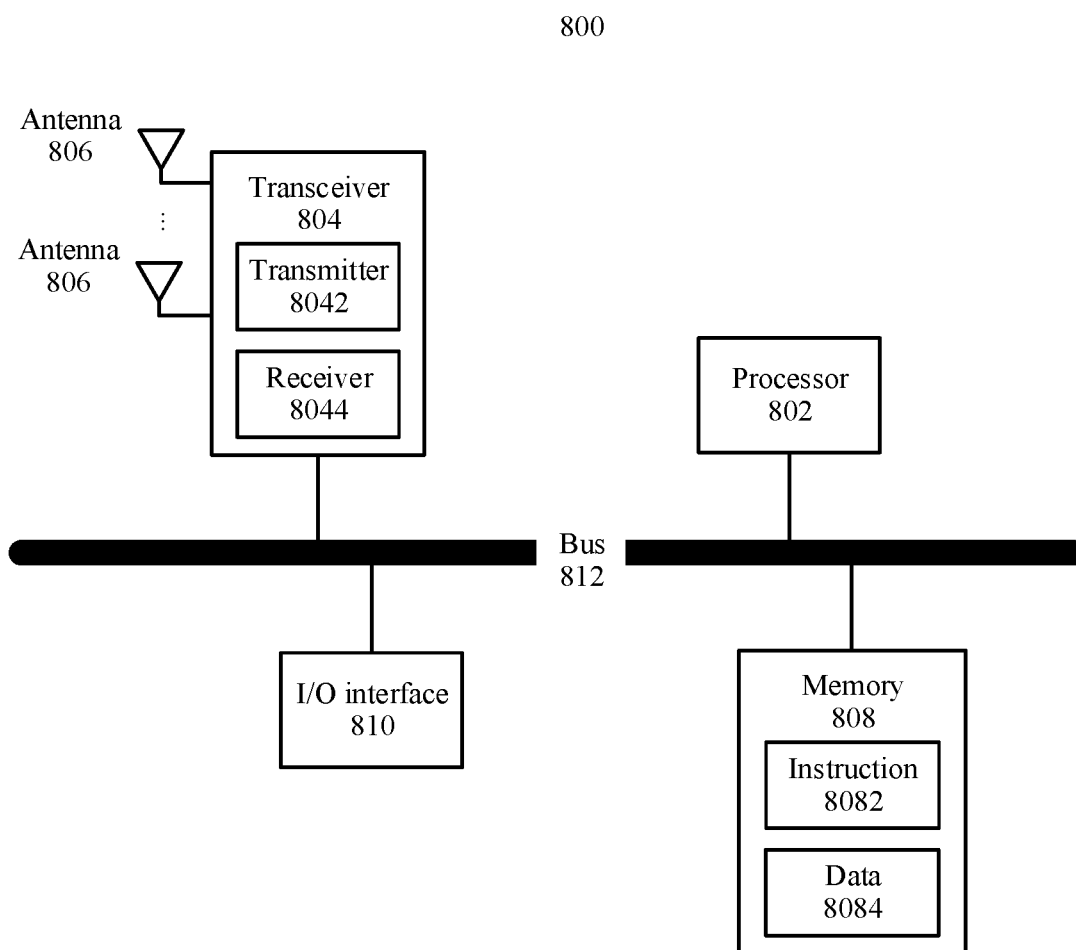 800
Antenna
806
Transceiver
804
⋮
Antenna
806
Transmitter
8042
Receiver
8044
Processor
802
Bus
812
I/O interface
810
Memory
808
Instruction
8082
Data
8084